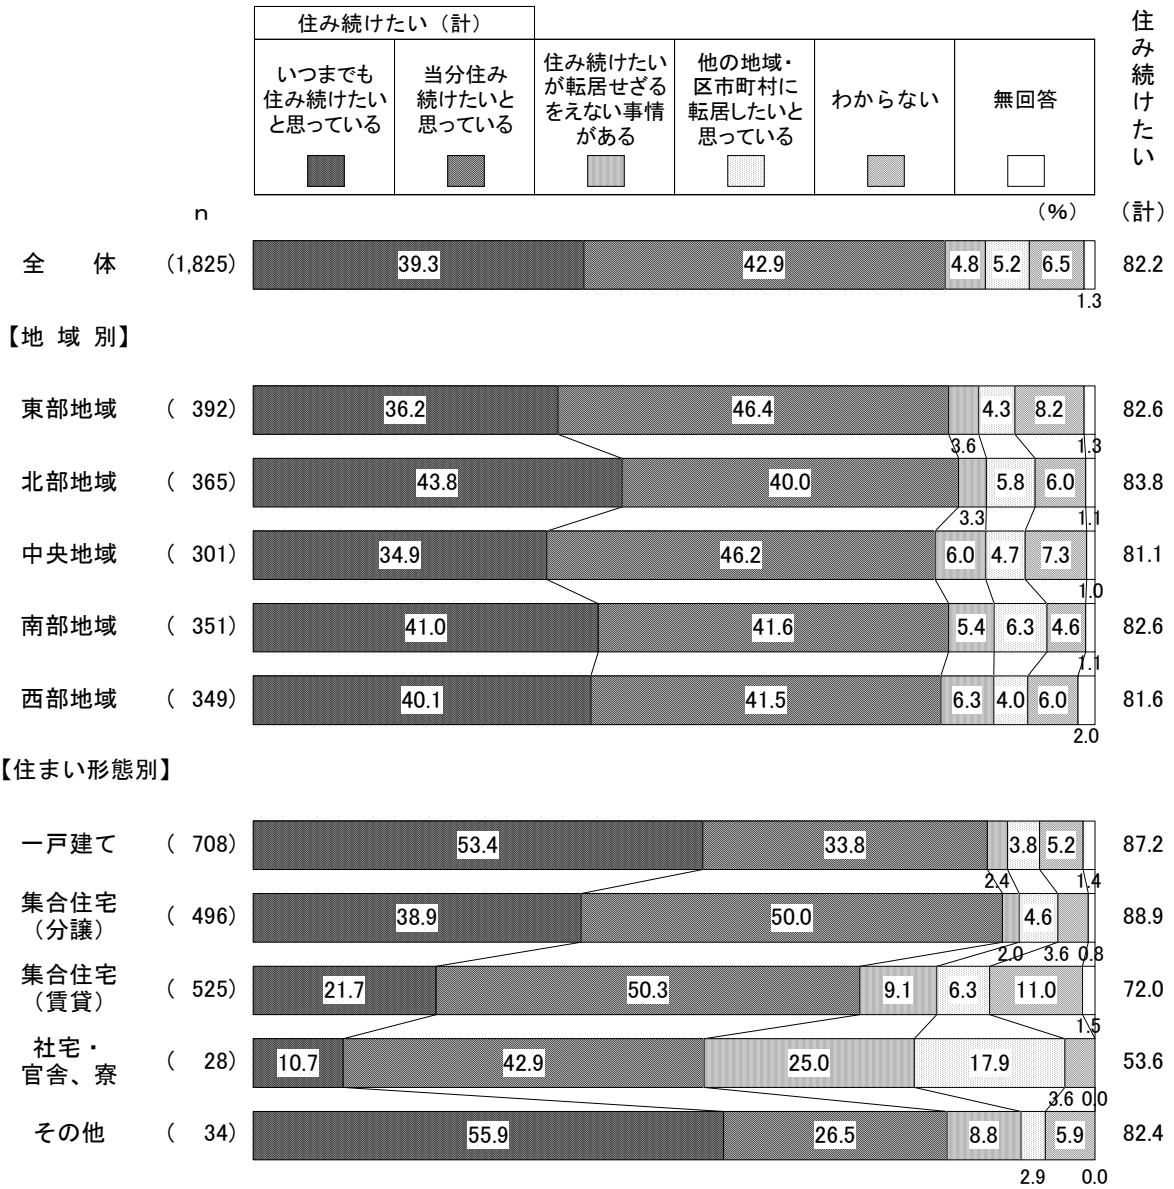 住み続けたい（計）
いつまでも
住み続けたい
と思っている
当分住み
続けたいと
思っている
住み続けたい
が転居せざる
をえない事情
がある
他の地域・
区市町村に
転居したいと
思っている
わからない
無回答
住み続けたい
（計）
n
（%）
全　体 (1,825) 39.3 42.9 4.8 5.2 6.5 82.2
1.3
【地 域 別】
東部地域 ( 392) 36.2 46.4 4.3 8.2 82.6
3.6 1.3
北部地域 ( 365) 43.8 40.0 5.8 6.0 83.8
3.3 1.1
中央地域 ( 301) 34.9 46.2 6.0 4.7 7.3 81.1
1.0
南部地域 ( 351) 41.0 41.6 5.4 6.3 4.6 82.6
1.1
西部地域 ( 349) 40.1 41.5 6.3 4.0 6.0 81.6
2.0
【住まい形態別】
一戸建て ( 708) 53.4 33.8 3.8 5.2 87.2
2.4 1.4
集合住宅
（分譲） ( 496) 38.9 50.0 4.6 88.9
2.0 3.6 0.8
集合住宅
（賃貸） ( 525) 21.7 50.3 9.1 6.3 11.0 72.0
1.5
社宅・
官舎、寮 ( 28) 10.7 42.9 25.0 17.9 53.6
3.6 0.0
その他 ( 34) 55.9 26.5 8.8 5.9 82.4
2.9 0.0